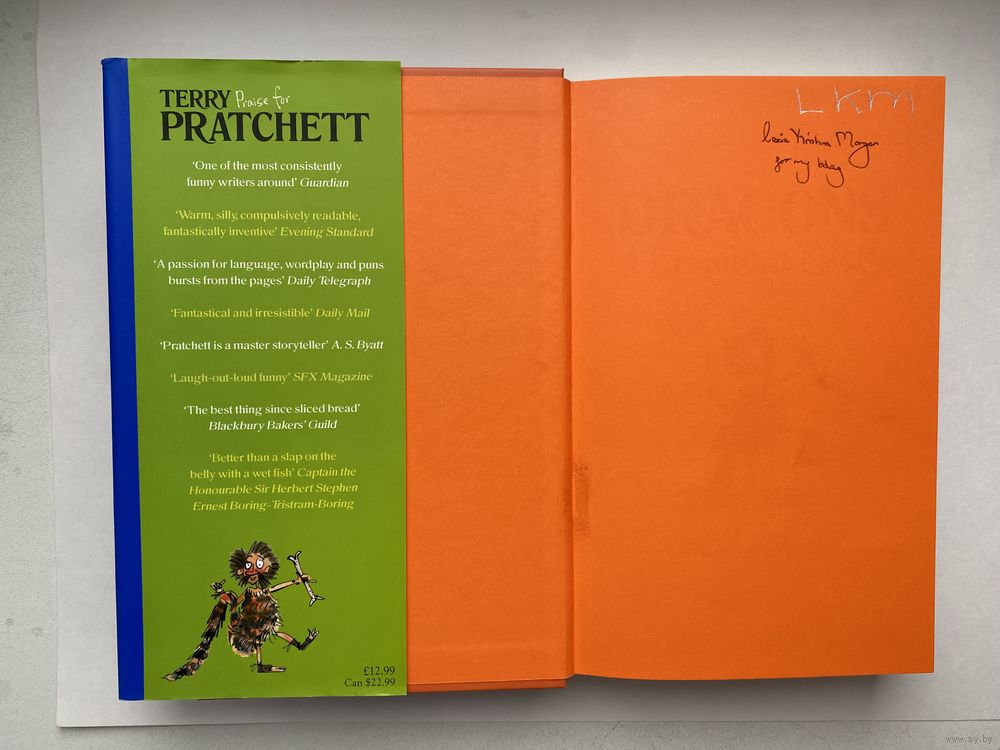 TERRY Praise for
PRATCHETT
‘One of the most consistently
funny writers around’ Guardian
‘Warm, silly, compulsively readable,
fantastically inventive’ Evening Standard
‘A passion for language, wordplay and puns
bursts from the pages’ Daily Telegraph
‘Fantastical and irresistible’ Daily Mail
‘Pratchett is a master storyteller’ A. S. Byatt
‘Laugh-out-loud funny’ SFX Magazine
‘The best thing since sliced bread’
Blackbury Bakers’ Guild
‘Better than a slap on the
belly with a wet fish’ Captain the
Honourable Sir Herbert Stephen
Ernest Boring-Tristram-Boring
£12.99
Can $22.99
LKM
Kristina Morgan
for my bday
www.ay.by